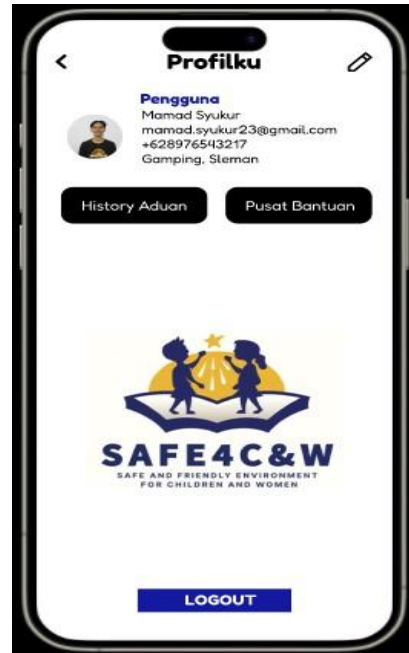 Profilku
Pengguna
Mamad Syukur
mamad.syukur23@gmail.com
+628976543217
Gamping, Sleman
History Aduan
Pusat Bantuan
SAFE4C&W
SAFE AND FRIENDLY ENVIRONMENT
FOR CHILDREN AND WOMEN
LOGOUT